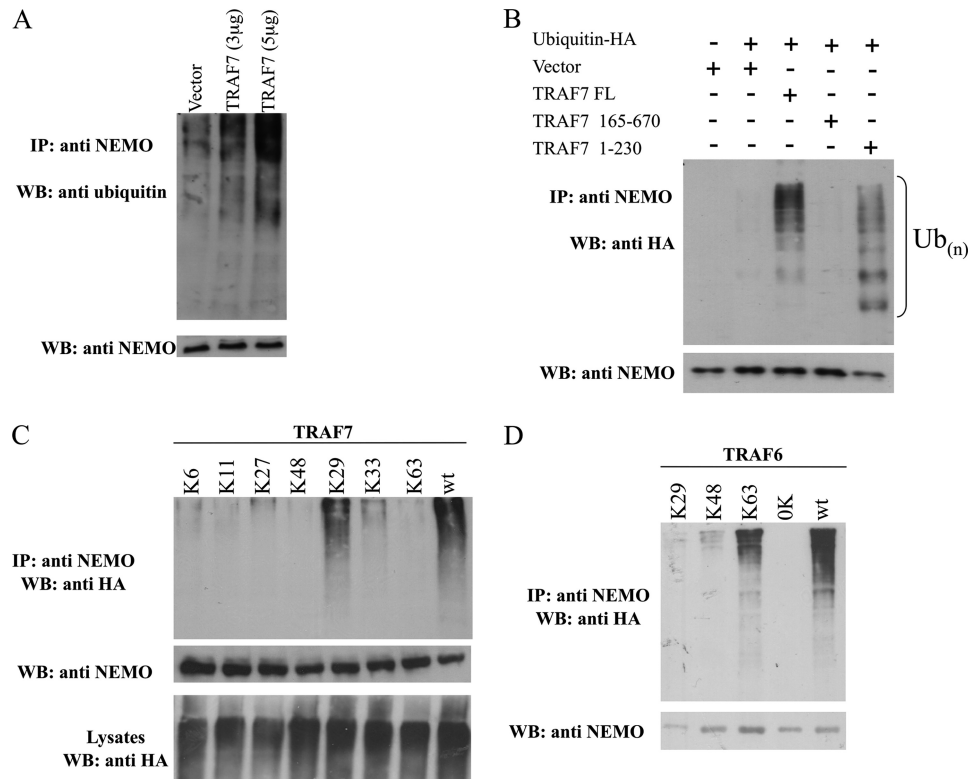 A
Vector
TRAF7 (3µg)
TRAF7 (5µg)
IP: anti NEMO
WB: anti ubiquitin
WB: anti NEMO
B
Ubiquitin-HA - + + + +
Vector + + - - -
TRAF7 FL - - + - -
TRAF7 165-670 - - - + -
TRAF7 1-230 - - - - +
IP: anti NEMO
WB: anti HA
Ub(n)
WB: anti NEMO
C
TRAF7
K6 K11 K27 K48 K29 K33 K63 wt
IP: anti NEMO
WB: anti HA
WB: anti NEMO
Lysates
WB: anti HA
D
TRAF6
K29 K48 K63 0K wt
IP: anti NEMO
WB: anti HA
WB: anti NEMO